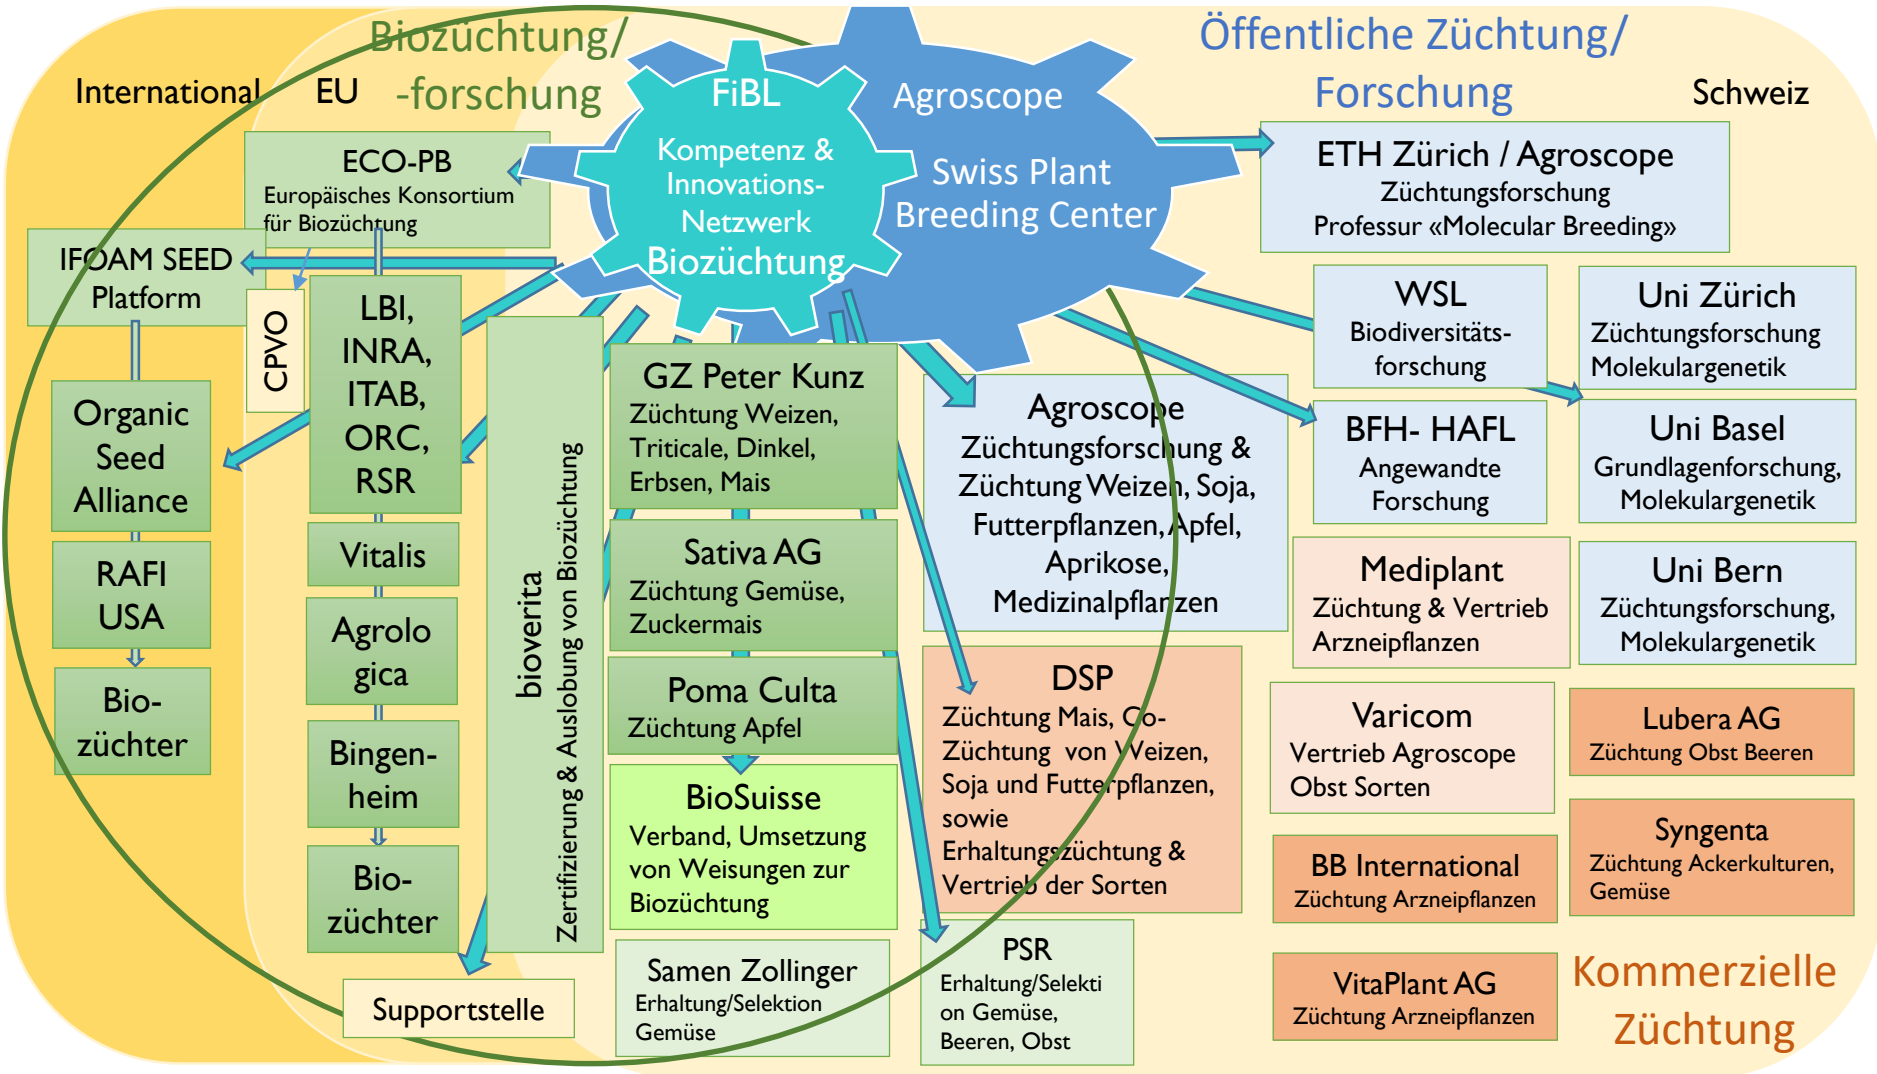 Biozüchtung/
-forschung
Öffentliche Züchtung/
Forschung
International
EU
Schweiz
FiBL
Kompetenz &
Innovations-
Netzwerk
Biozüchtung
Agroscope
Swiss Plant
Breeding Center
ECO-PB
Europäisches Konsortium
für Biozüchtung
IFOAM SEED
Platform
CPVO
Organic
Seed
Alliance
RAFI
USA
Bio-
züchter
LBI,
INRA,
ITAB,
ORC,
RSR
Vitalis
Agrolo
gica
Bingen-
heim
Bio-
züchter
Supportstelle
bioverita
Zertifizierung & Auslobung von Biozüchtung
GZ Peter Kunz
Züchtung Weizen,
Triticale, Dinkel,
Erbsen, Mais
Sativa AG
Züchtung Gemüse,
Zuckermais
Poma Culta
Züchtung Apfel
BioSuisse
Verband, Umsetzung
von Weisungen zur
Biozüchtung
Samen Zollinger
Erhaltung/Selektion
Gemüse
Agroscope
Züchtungsforschung &
Züchtung Weizen, Soja,
Futterpflanzen, Apfel,
Aprikose,
Medizinalpflanzen
DSP
Züchtung Mais, Co-
Züchtung von Weizen,
Soja und Futterpflanzen,
sowie
Erhaltungszüchtung &
Vertrieb der Sorten
PSR
Erhaltung/Selekti
on Gemüse,
Beeren, Obst
ETH Zürich / Agroscope
Züchtungsforschung
Professur «Molecular Breeding»
WSL
Biodiversitäts-
forschung
Uni Zürich
Züchtungsforschung
Molekulargenetik
BFH- HAFL
Angewandte
Forschung
Uni Basel
Grundlagenforschung,
Molekulargenetik
Mediplant
Züchtung & Vertrieb
Arzneipflanzen
Uni Bern
Züchtungsforschung,
Molekulargenetik
Varicom
Vertrieb Agroscope
Obst Sorten
Lubera AG
Züchtung Obst Beeren
BB International
Züchtung Arzneipflanzen
Syngenta
Züchtung Ackerkulturen,
Gemüse
VitaPlant AG
Züchtung Arzneipflanzen
Kommerzielle
Züchtung